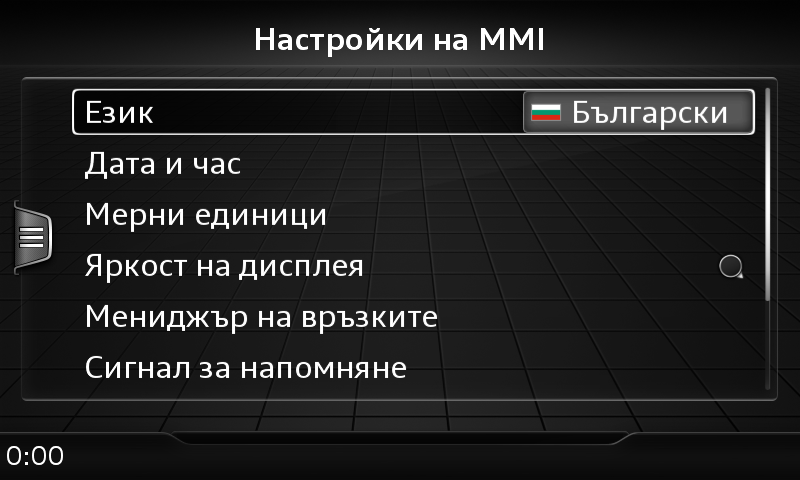 Настройки на MMI
Език
Български
Дата и час
Мерни единици
Яркост на дисплея
Мениджър на връзките
Сигнал за напомняне
0:00